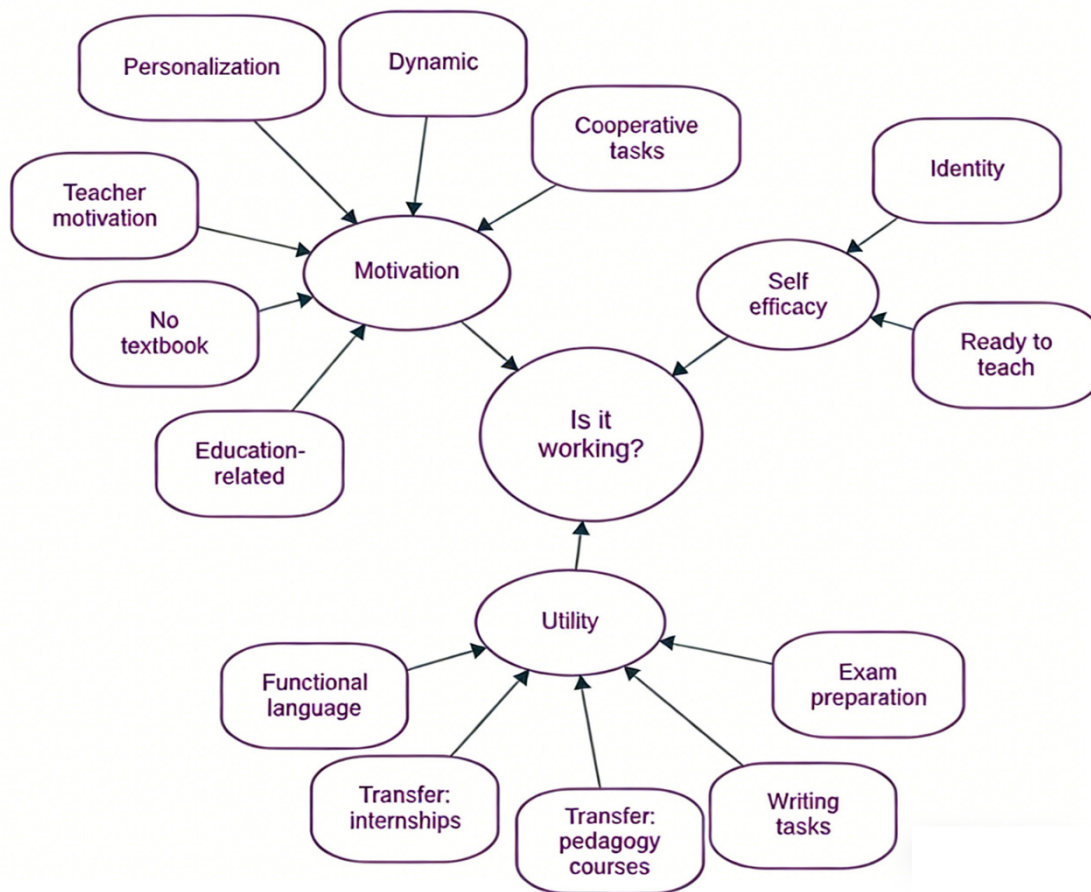 Personalization
Dynamic
Cooperative
tasks
Teacher
motivation
Identity
Motivation
Self
efficacy
No
textbook
Ready to
teach
Education-
related
Is it
working?
Utility
Functional
language
Exam
preparation
Transfer:
internships
Transfer:
pedagogy
courses
Writing
tasks